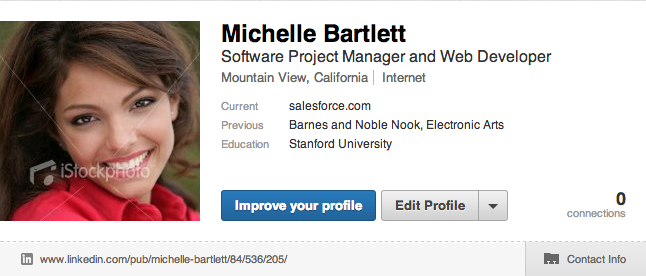 Michelle Bartlett
Software Project Manager and Web Developer
Mountain View, California | Internet
Current salesforce.com
Previous Barnes and Noble Nook, Electronic Arts
Education Stanford University
iStockphoto
Improve your profile Edit Profile
0
connections
in www.linkedin.com/pub/michelle-bartlett/84/536/205/ Contact Info